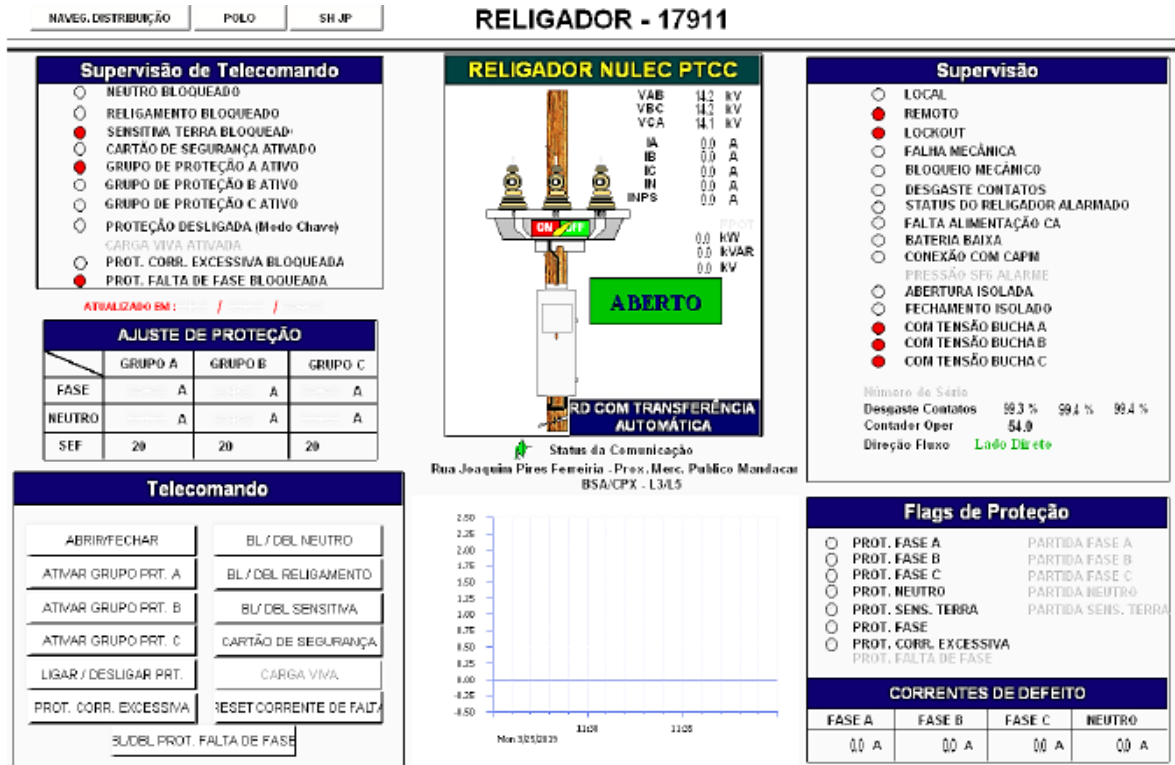 NAVEG. DISTRIBUIÇÃO POLO SH JP
RELIGADOR - 17911
Supervisão de Telecomando
NEUTRO BLOQUEADO
RELIGAMENTO BLOQUEADO
SENSITIVA TERRA BLOQUEAD
CARTÃO DE SEGURANÇA ATIVADO
GRUPO DE PROTEÇÃO A ATIVO
GRUPO DE PROTEÇÃO B ATIVO
GRUPO DE PROTEÇÃO C ATIVO
PROTEÇÃO DESLIGADA (Modo Chave)
CARGA VIVA ATIVADA
PROT. CORR. EXCESSIVA BLOQUEADA
PROT. FALTA DE FASE BLOQUEADA
ATUALIZADO EM : / /
AJUSTE DE PROTEÇÃO
GRUPO A GRUPO B GRUPO C
FASE A A A
NEUTRO A A A
SEF 20 20 20
Telecomando
ABRIR/FECHAR BL / DBL NEUTRO
ATIVAR GRUPO PRT. A BL / DBL RELIGAMENTO
ATIVAR GRUPO PRT. B BL/ DBL SENSITIVA
ATIVAR GRUPO PRT. C CARTÃO DE SEGURANÇA
LIGAR / DESLIGAR PRT. CARGA VIVA
PROT. CORR. EXCESSIVA RESET CORRENTE DE FALTA
BL/DBL PROT. FALTA DE FASE
RELIGADOR NULEC PTCC
VAB 14.2 kV
VBC 14.2 kV
VCA 14.1 kV
IA 0.0 A
IB 0.0 A
IC 0.0 A
IN 0.0 A
INPS 0.0 A
FPOT
0.0 kW
0.0 kVAR
0.0 kV
ON OFF
ABERTO
RD COM TRANSFERÊNCIA
AUTOMÁTICA
Status da Comunicação
Rua Joaquim Pires Ferreiria - Prox. Merc. Publico Mandacar
BSA/CPX - L3/L5
2.50
2.00
1.50
1.00
0.50
0.00
11:00 11:05
Mon 3/25/2019
Supervisão
LOCAL
REMOTO
LOCKOUT
FALHA MECÂNICA
BLOQUEIO MECÂNICO
DESGASTE CONTATOS
STATUS DO RELIGADOR ALARMADO
FALTA ALIMENTAÇÃO CA
BATERIA BAIXA
CONEXÃO COM CAPM
PRESSÃO SF6 ALARME
ABERTURA ISOLADA
FECHAMENTO ISOLADO
COM TENSÃO BUCHA A
COM TENSÃO BUCHA B
COM TENSÃO BUCHA C
Número de Série
Desgaste Contatos 99.3 % 99.4 % 99.4 %
Contador Oper 54.0
Direção Fluxo Lado Direto
Flags de Proteção
PROT. FASE A PARTIDA FASE A
PROT. FASE B PARTIDA FASE B
PROT. FASE C PARTIDA FASE C
PROT. NEUTRO PARTIDA NEUTRO
PROT. SENS. TERRA PARTIDA SENS. TERRA
PROT. FASE
PROT. CORR. EXCESSIVA
PROT. FALTA DE FASE
CORRENTES DE DEFEITO
FASE A FASE B FASE C NEUTRO
0.0 A 0.0 A 0.0 A 0.0 A